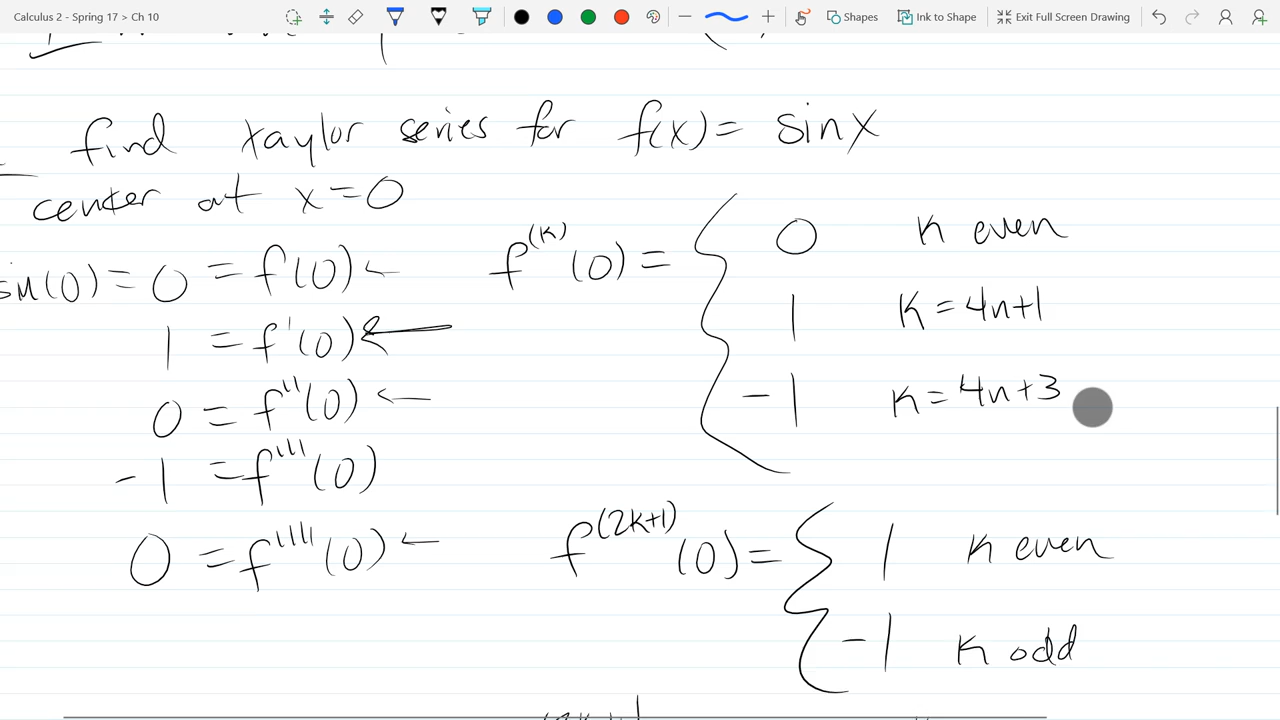 Calculus 2 - Spring 17 > Ch 10
Shapes
Ink to Shape
Exit Full Screen Drawing
find taylor series for f(x) = sin x
center at x = 0
sin(0) = 0 = f(0) ←
1 = f'(0) ←
0 = f''(0) ←
-1 = f'''(0)
0 = f''''(0) ←
f^(K)(0) = { 0 K even
1 K = 4n+1
-1 K = 4n+3
f^(2K+1)(0) = { 1 K even
-1 K odd